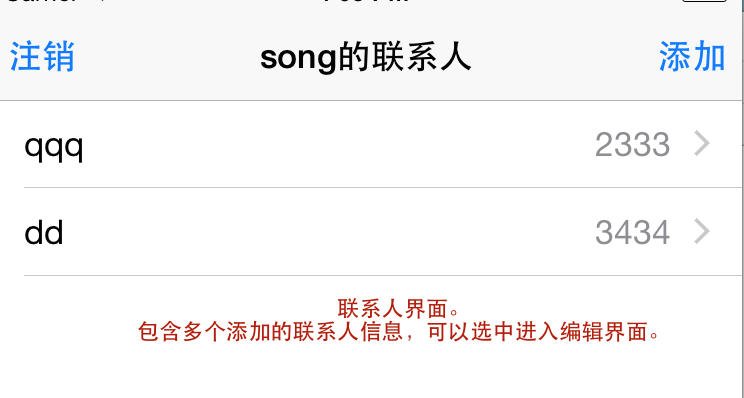 注销 song的联系人 添加
qqq 2333
dd 3434
联系人界面。
包含多个添加的联系人信息，可以选中进入编辑界面。